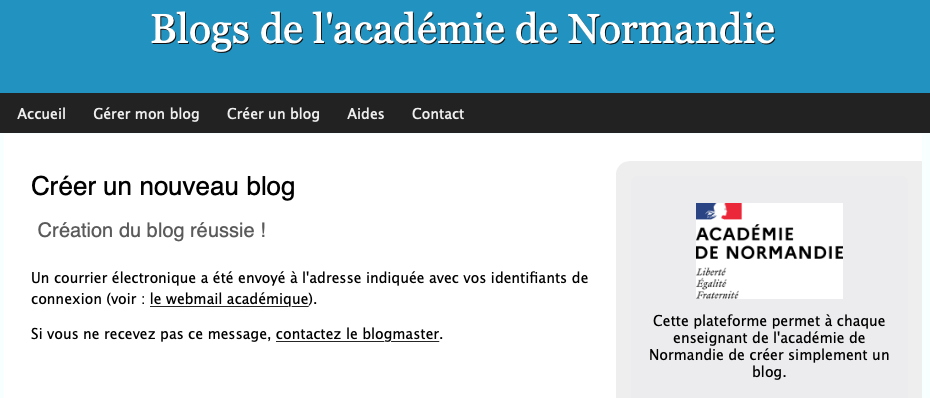 Blogs de l'académie de Normandie
Accueil Gérer mon blog Créer un blog Aides Contact
Créer un nouveau blog
Création du blog réussie !
Un courrier électronique a été envoyé à l'adresse indiquée avec vos identifiants de
connexion (voir : le webmail académique).
Si vous ne recevez pas ce message, contactez le blogmaster.
ACADÉMIE
DE NORMANDIE
Liberté
Égalité
Fraternité
Cette plateforme permet à chaque
enseignant de l'académie de
Normandie de créer simplement un
blog.